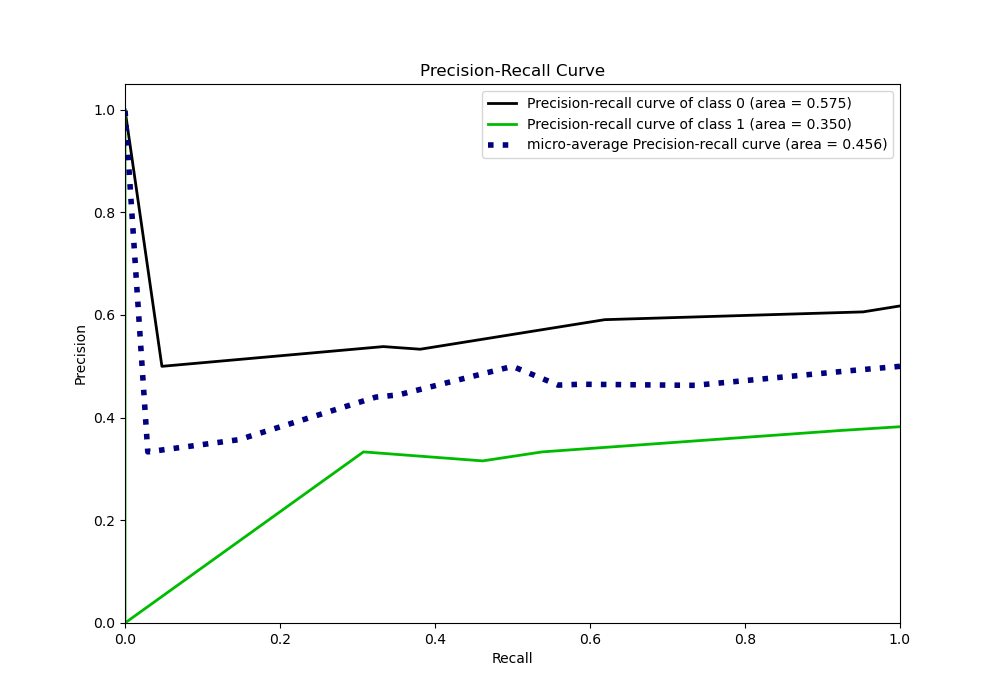 Precision-Recall Curve
Precision-recall curve of class 0 (area = 0.575)
Precision-recall curve of class 1 (area = 0.350)
micro-average Precision-recall curve (area = 0.456)
1.0
0.8
0.6
0.4
0.2
0.0
Precision
0.0 0.2 0.4 0.6 0.8 1.0
Recall